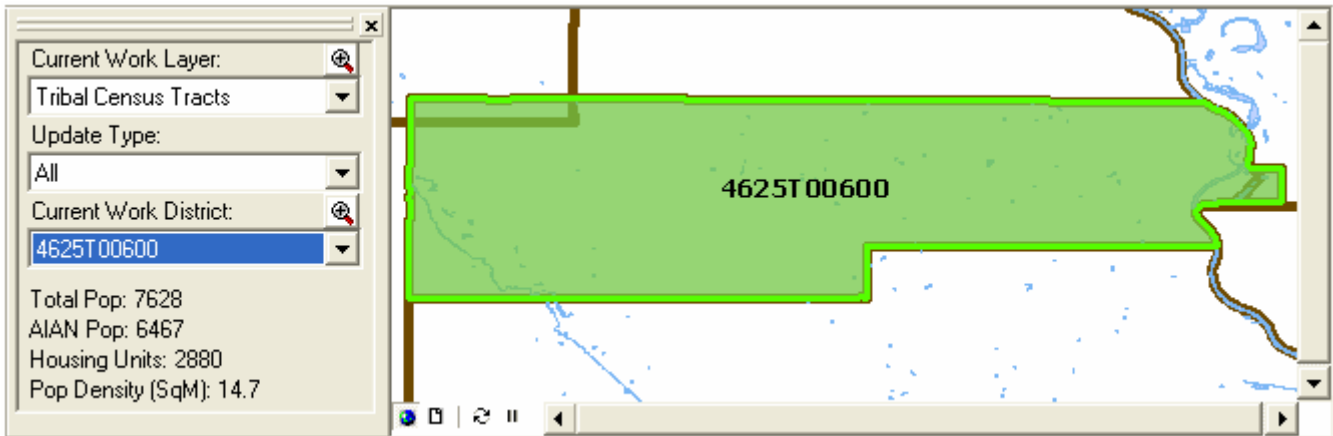 Current Work Layer:
Tribal Census Tracts
Update Type:
All
Current Work District:
4625T00600
Total Pop: 7628
AIAN Pop: 6467
Housing Units: 2880
Pop Density (SqM): 14.7
4625T00600